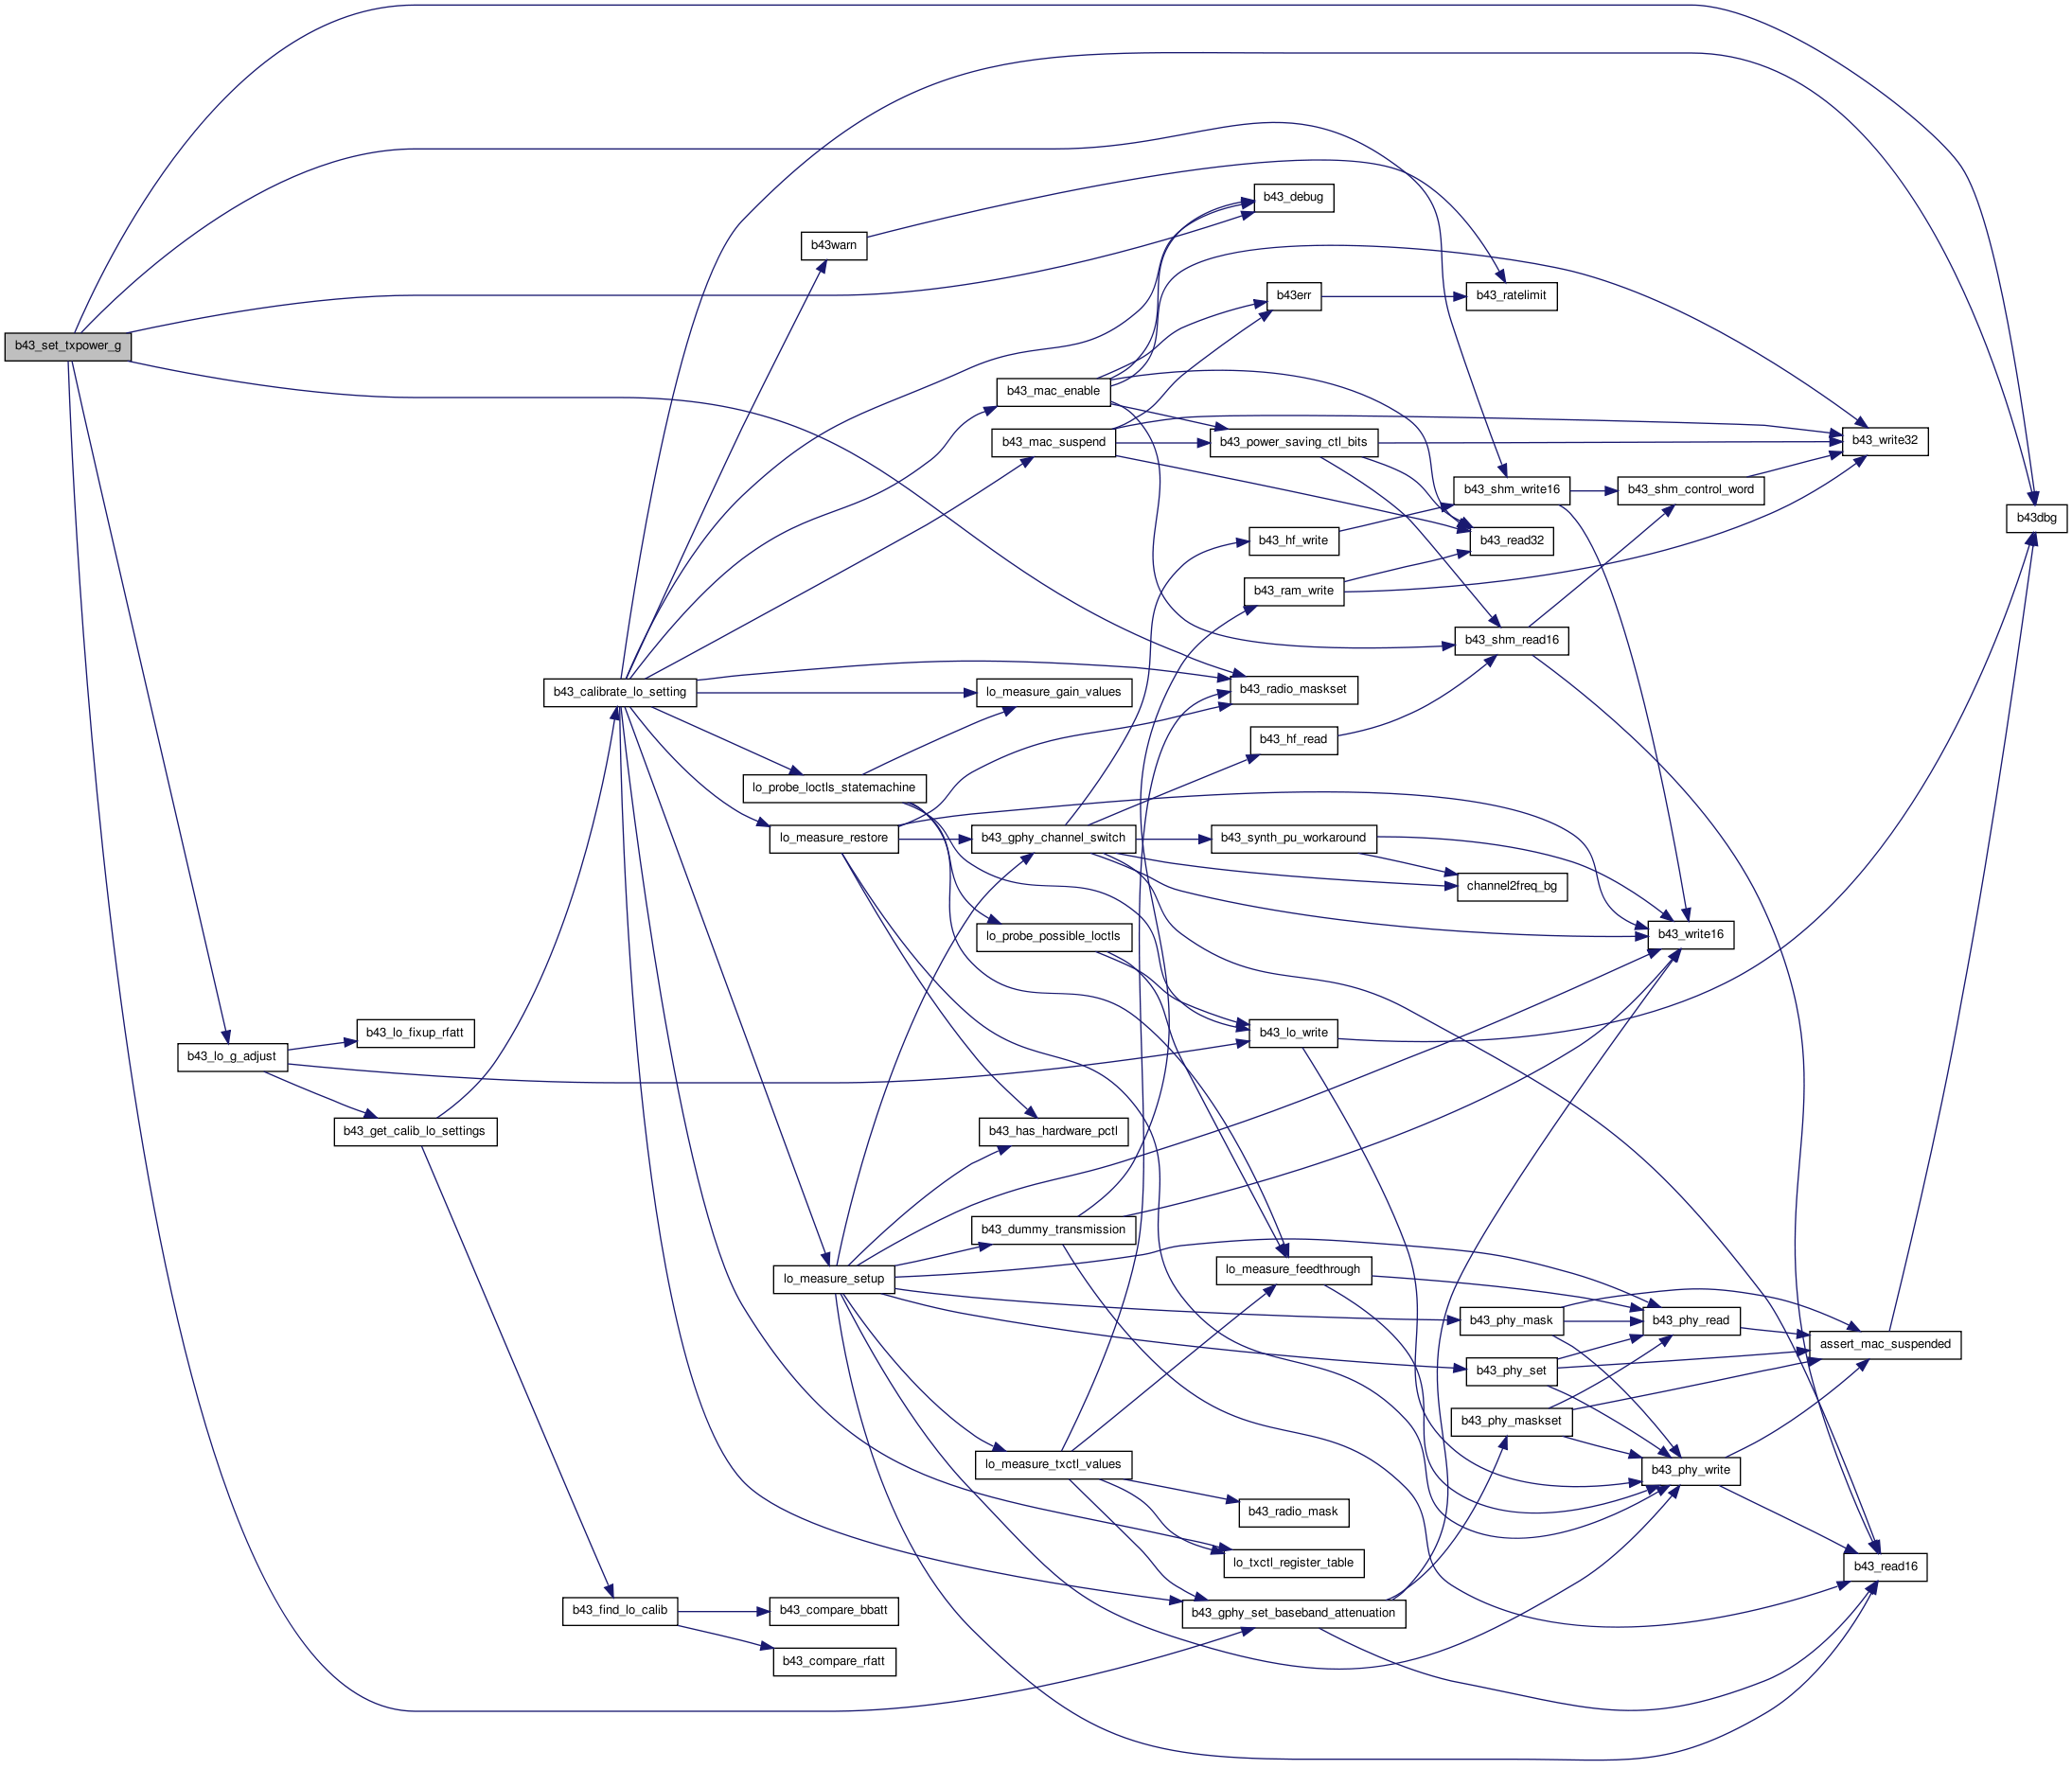 b43_debug
b43warn
b43err
b43_ratelimit
b43_set_txpower_g
b43_mac_enable
b43_mac_suspend
b43_power_saving_ctl_bits
b43_write32
b43_shm_write16
b43_shm_control_word
b43dbg
b43_hf_write
b43_read32
b43_ram_write
b43_shm_read16
b43_calibrate_lo_setting
lo_measure_gain_values
b43_radio_maskset
b43_hf_read
lo_probe_loctls_statemachine
lo_measure_restore
b43_gphy_channel_switch
b43_synth_pu_workaround
channel2freq_bg
lo_probe_possible_loctls
b43_write16
b43_lo_fixup_rfatt
b43_lo_write
b43_lo_g_adjust
b43_get_calib_lo_settings
b43_has_hardware_pctl
b43_dummy_transmission
lo_measure_setup
lo_measure_feedthrough
b43_phy_mask
b43_phy_read
assert_mac_suspended
b43_phy_set
b43_phy_maskset
lo_measure_txctl_values
b43_phy_write
b43_radio_mask
lo_txctl_register_table
b43_read16
b43_find_lo_calib
b43_compare_bbatt
b43_gphy_set_baseband_attenuation
b43_compare_rfatt